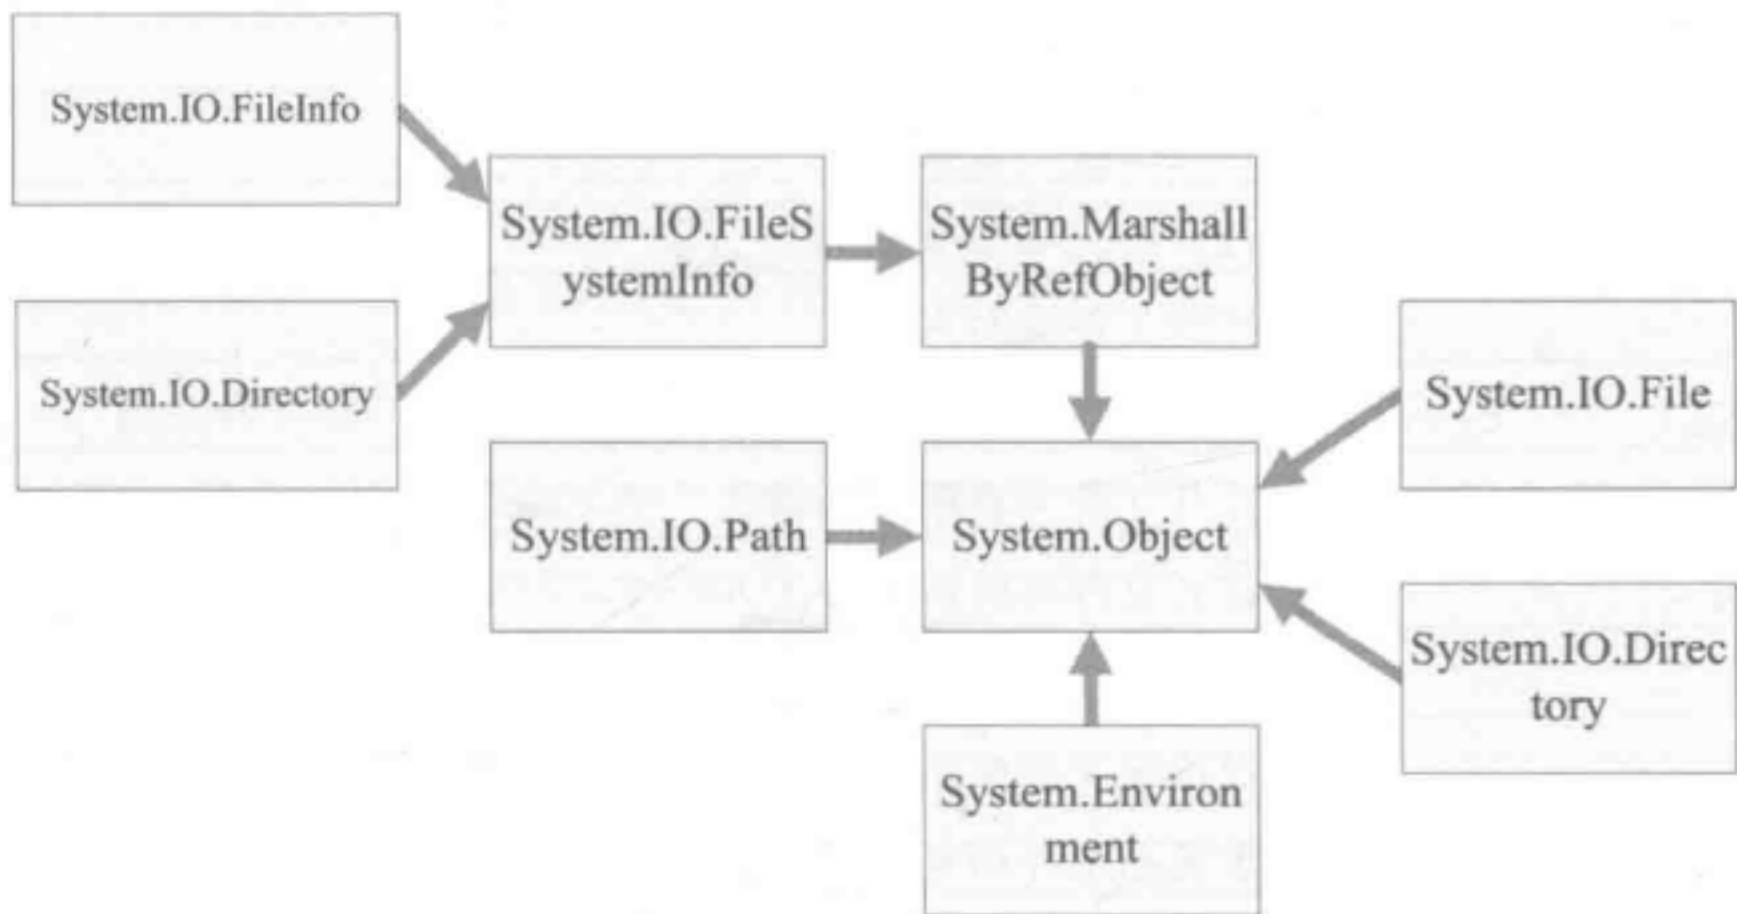 System.IO.FileInfo
System.IO.FileS
ystemInfo
System.Marshall
ByRefObject
System.IO.Directory
System.IO.File
System.IO.Path
System.Object
System.IO.Direc
tory
System.Environ
ment